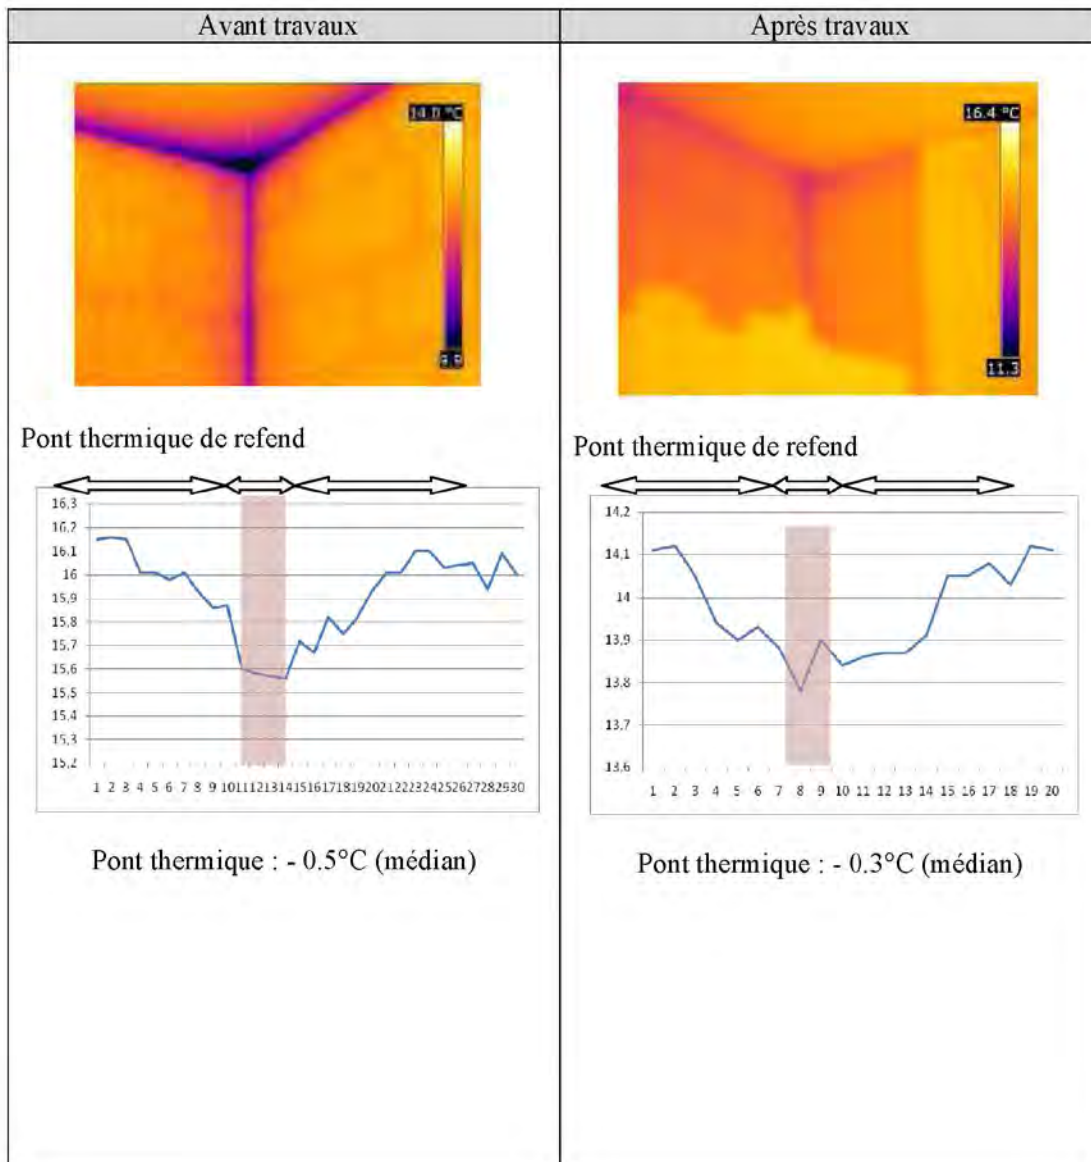 Avant travaux
Après travaux
14.0 °C
9.9
16.4 °C
11.3
Pont thermique de refend
16,3
16,2
16,1
16
15,9
15,8
15,7
15,6
15,5
15,4
15,3
15,2
1 2 3 4 5 6 7 8 9 10 11 12 13 14 15 16 17 18 19 20 21 22 23 24 25 26 27 28 29 30
Pont thermique : - 0.5°C (médian)
Pont thermique de refend
14,2
14,1
14
13,9
13,8
13,7
13,6
1 2 3 4 5 6 7 8 9 10 11 12 13 14 15 16 17 18 19 20
Pont thermique : - 0.3°C (médian)